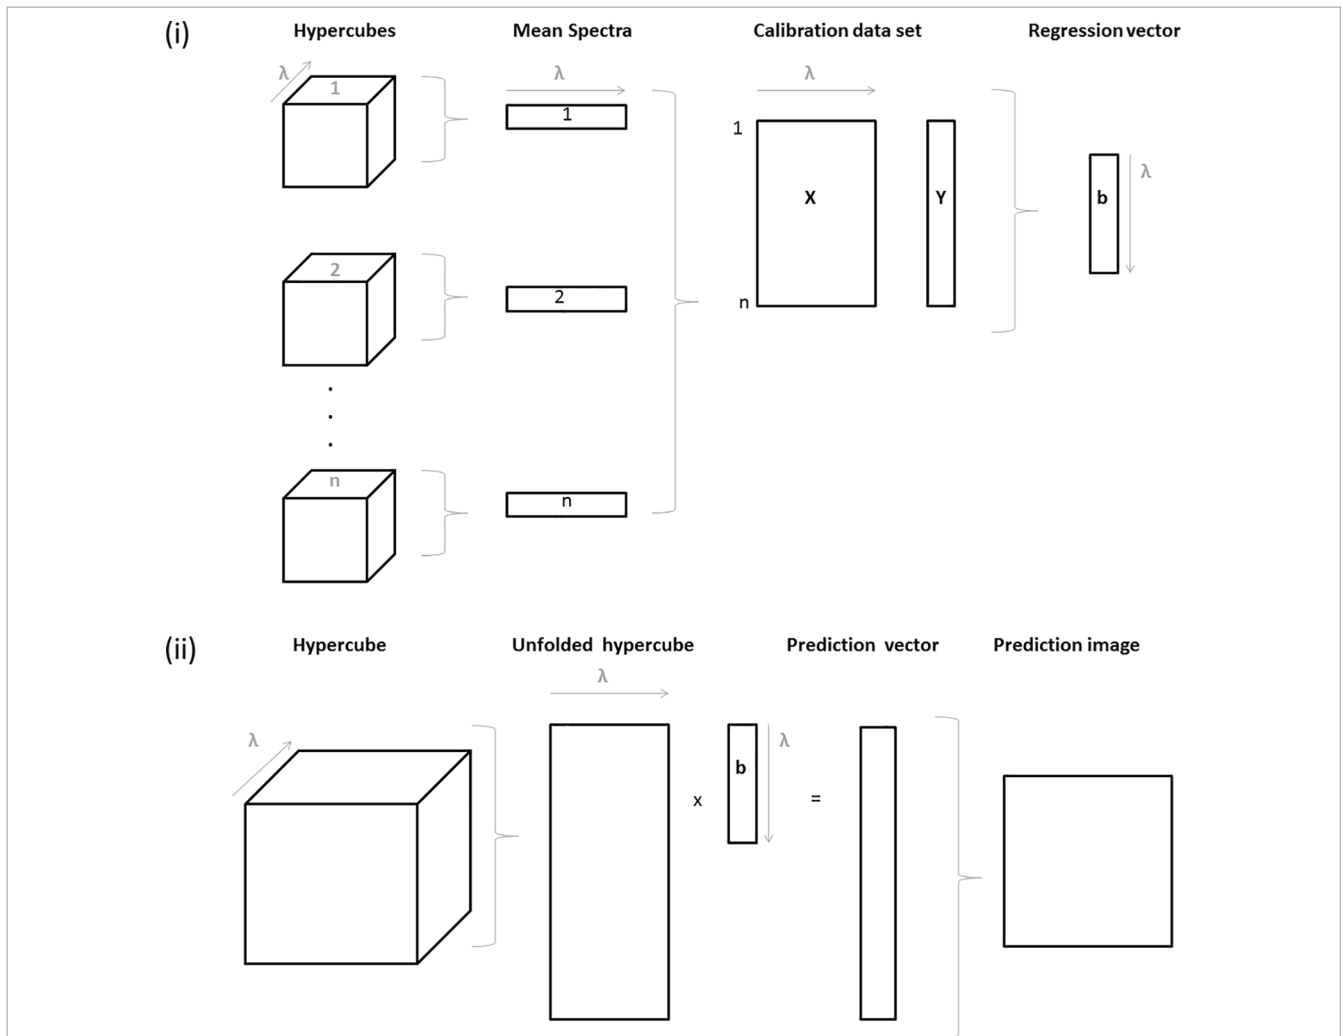 (i)
Hypercubes Mean Spectra Calibration data set Regression vector
λ λ λ
1 1 1
X Y b λ
2 2 n
.
.
.
n n
(ii)
Hypercube Unfolded hypercube Prediction vector Prediction image
λ
λ b λ
x =